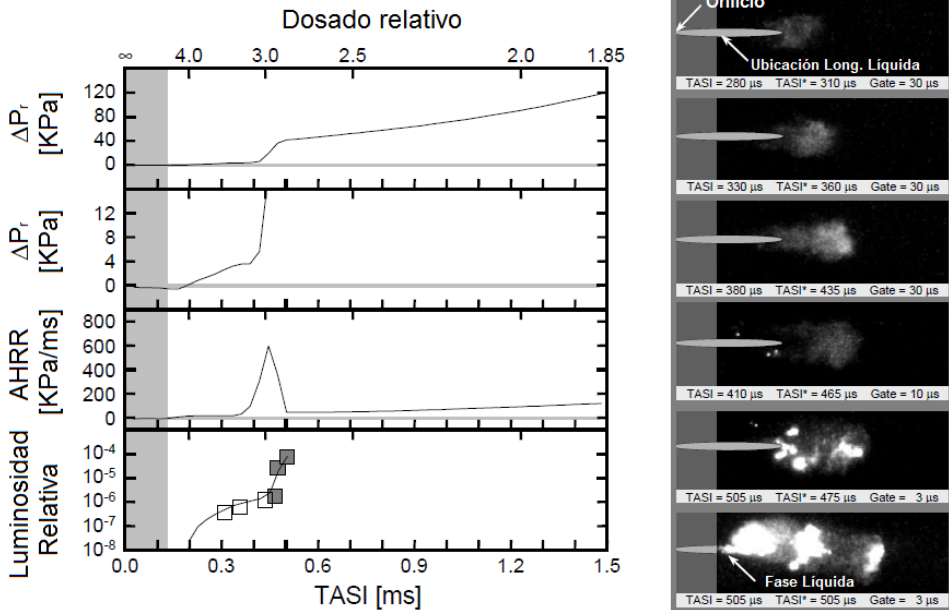 Dosado relativo
∞ 4.0 3.0 2.5 2.0 1.85
ΔPr
[KPa]
120
80
40
0
ΔPr
[KPa]
12
8
4
0
AHRR
[KPa/ms]
800
600
400
200
0
Luminosidad
Relativa
10-4
10-5
10-6
10-7
10-8
0.0 0.3 0.6 0.9 1.2 1.5
TASI [ms]
Orificio
Ubicación Long. Líquida
TASI = 280 µs TASI* = 310 µs Gate = 30 µs
TASI = 330 µs TASI* = 360 µs Gate = 30 µs
TASI = 380 µs TASI* = 435 µs Gate = 30 µs
TASI = 410 µs TASI* = 465 µs Gate = 10 µs
TASI = 505 µs TASI* = 475 µs Gate = 3 µs
Fase Líquida
TASI = 505 µs TASI* = 505 µs Gate = 3 µs